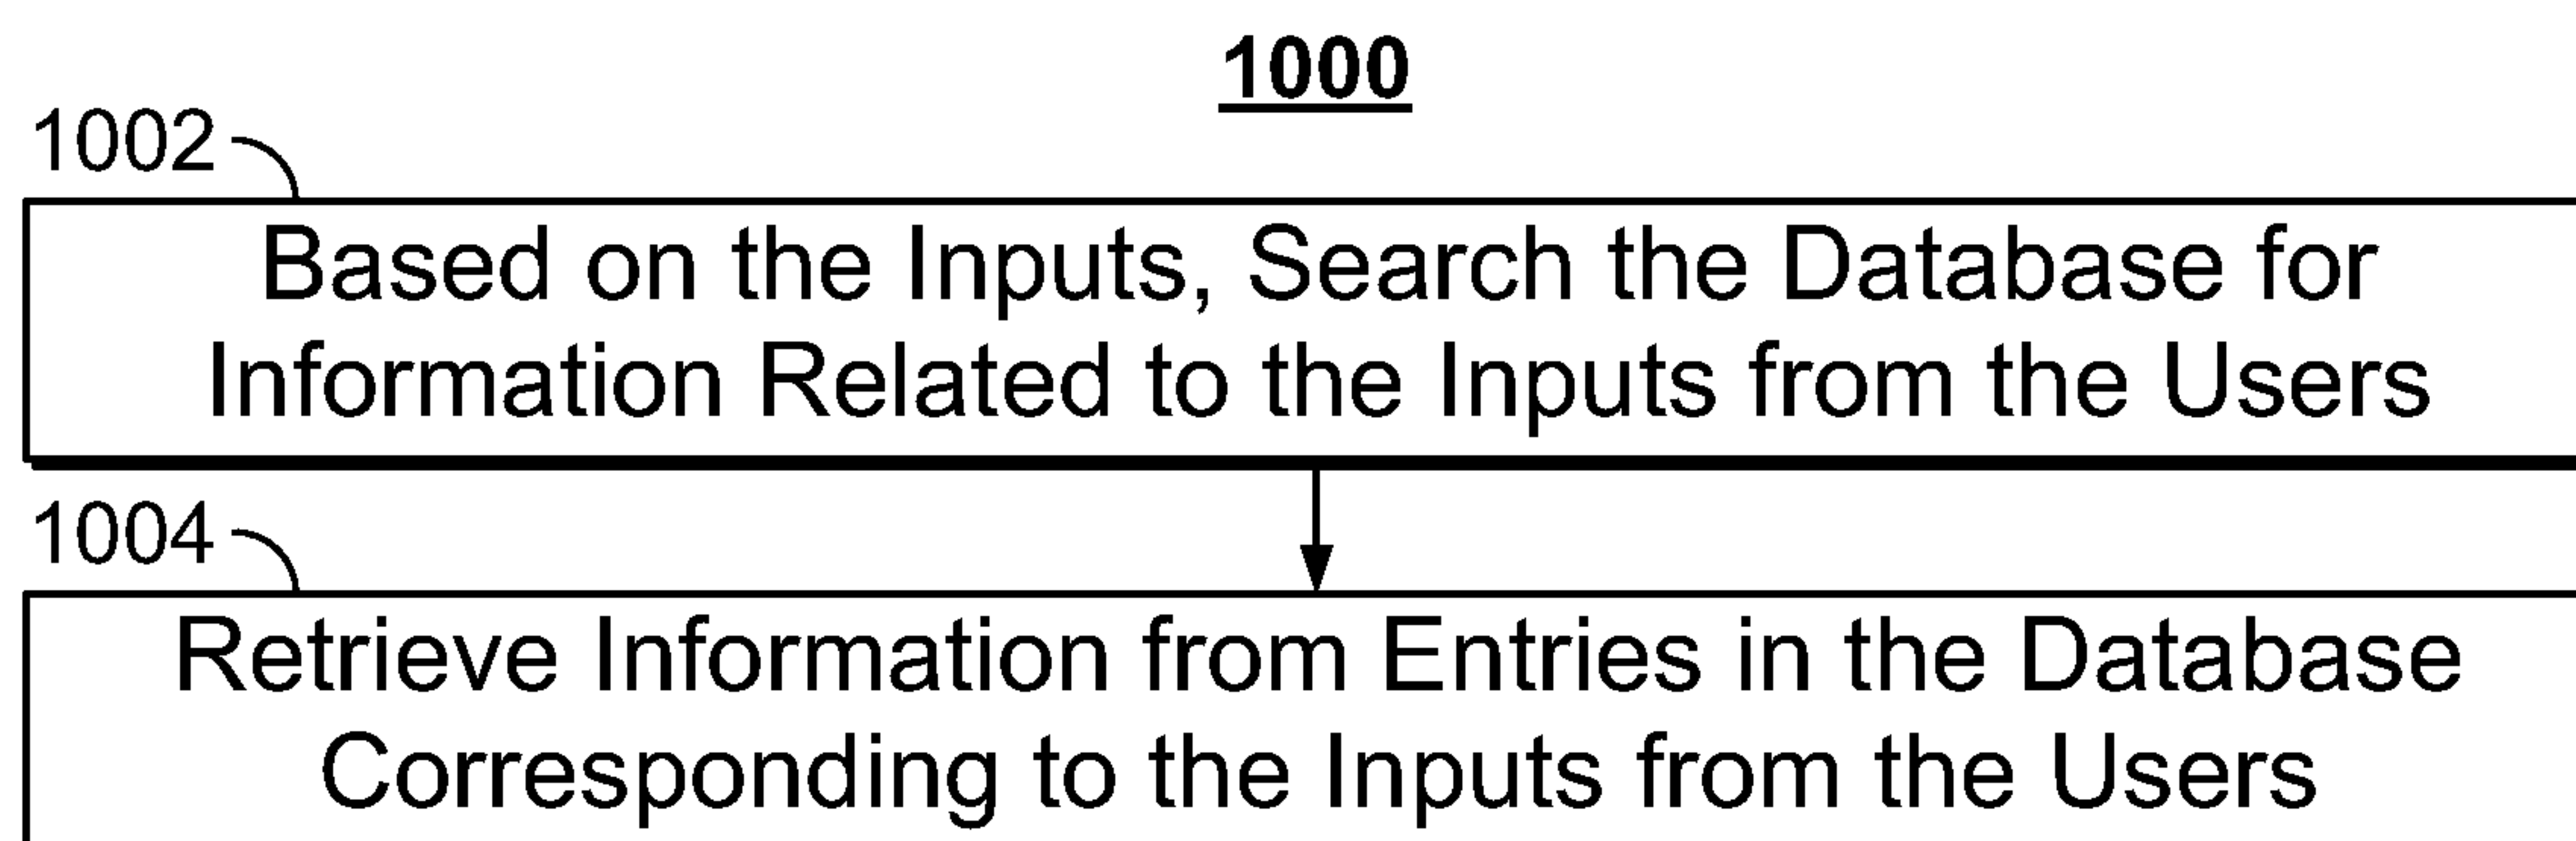 1000
1002
Based on the Inputs, Search the Database for
Information Related to the Inputs from the Users
1004
Retrieve Information from Entries in the Database
Corresponding to the Inputs from the Users